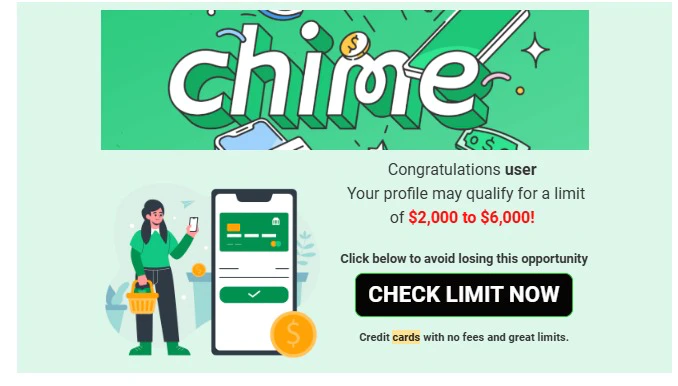 chime
Congratulations user
Your profile may qualify for a limit
of $2,000 to $6,000!
Click below to avoid losing this opportunity
CHECK LIMIT NOW
Credit cards with no fees and great limits.